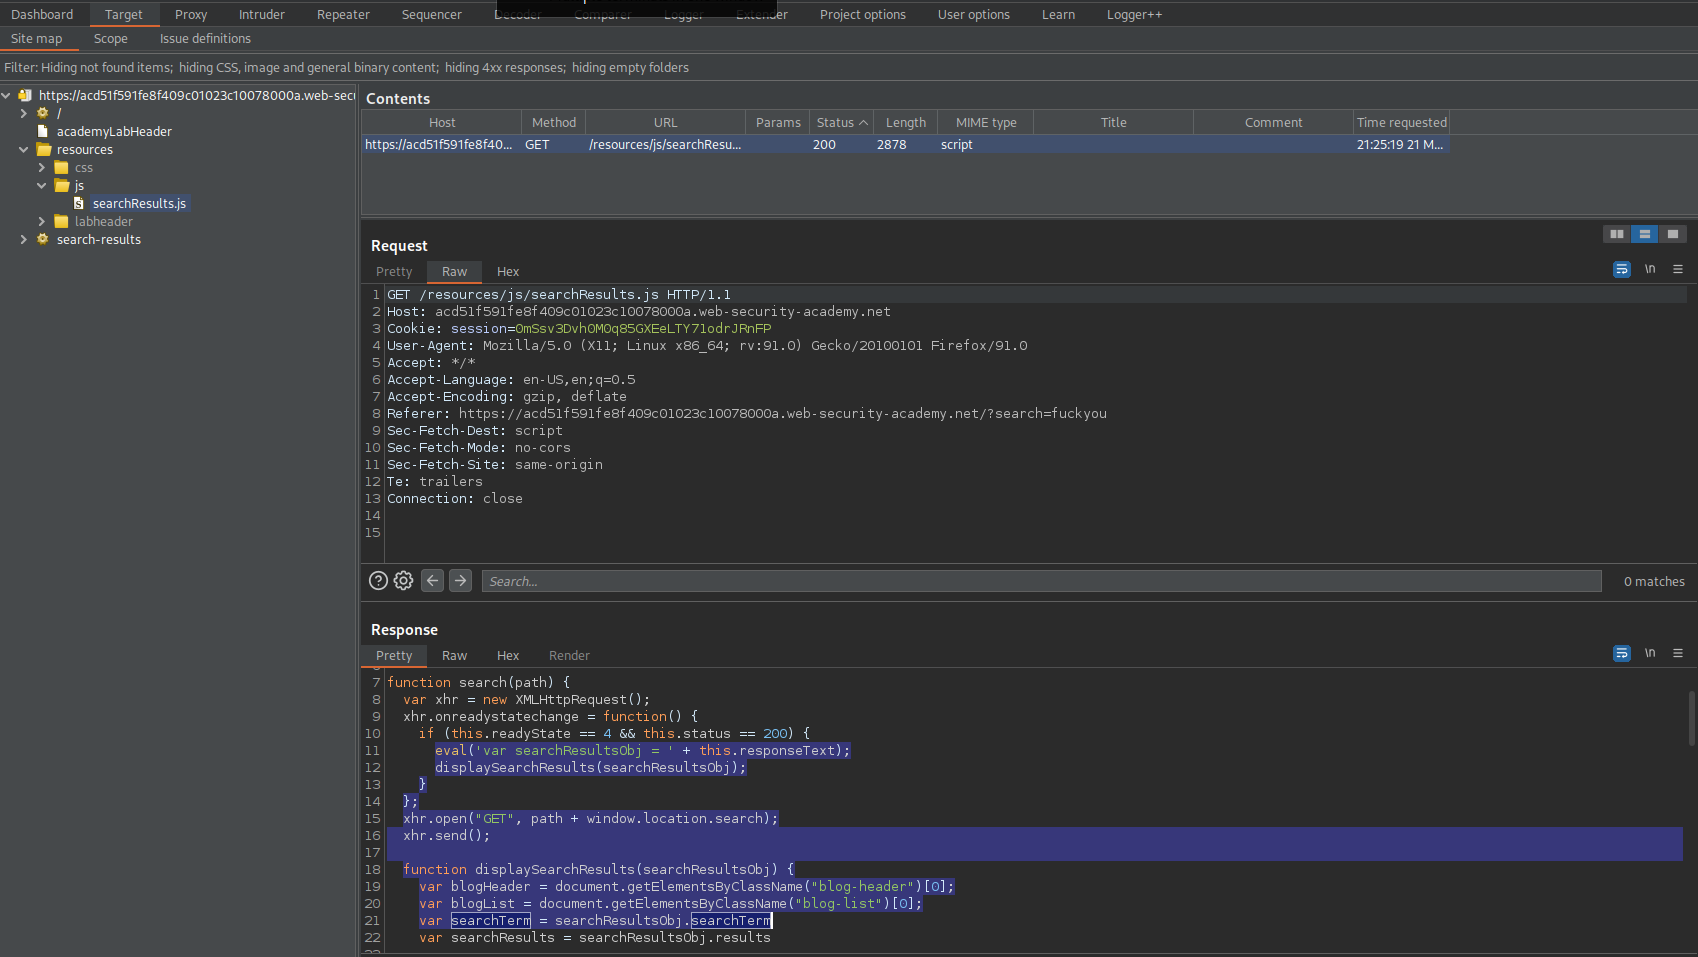 Dashboard Target Proxy Intruder Repeater Sequencer Decoder Comparer Logger Extender Project options User options Learn Logger++
Site map Scope Issue definitions
Filter: Hiding not found items; hiding CSS, image and general binary content; hiding 4xx responses; hiding empty folders
https://acd51f591fe8f409c01023c10078000a.web-secu
/
academyLabHeader
resources
css
js
searchResults.js
labheader
search-results
Contents
Host Method URL Params Status Length MIME type Title Comment Time requested
https://acd51f591fe8f40... GET /resources/js/searchResu... 200 2878 script 21:25:19 21 M...
Request
Pretty Raw Hex
\n
1 GET /resources/js/searchResults.js HTTP/1.1
2 Host: acd51f591fe8f409c01023c10078000a.web-security-academy.net
3 Cookie: session=0mSsv3DvhOMOq85GXEeLTY71odrJRnFP
4 User-Agent: Mozilla/5.0 (X11; Linux x86_64; rv:91.0) Gecko/20100101 Firefox/91.0
5 Accept: */*
6 Accept-Language: en-US,en;q=0.5
7 Accept-Encoding: gzip, deflate
8 Referer: https://acd51f591fe8f409c01023c10078000a.web-security-academy.net/?search=fuckyou
9 Sec-Fetch-Dest: script
10 Sec-Fetch-Mode: no-cors
11 Sec-Fetch-Site: same-origin
12 Te: trailers
13 Connection: close
14
15
Search... 0 matches
Response
Pretty Raw Hex Render
\n
7 function search(path) {
8 var xhr = new XMLHttpRequest();
9 xhr.onreadystatechange = function() {
10 if (this.readyState == 4 && this.status == 200) {
11 eval('var searchResultsObj = ' + this.responseText);
12 displaySearchResults(searchResultsObj);
13 }
14 };
15 xhr.open("GET", path + window.location.search);
16 xhr.send();
17
18 function displaySearchResults(searchResultsObj) {
19 var blogHeader = document.getElementsByClassName("blog-header")[0];
20 var blogList = document.getElementsByClassName("blog-list")[0];
21 var searchTerm = searchResultsObj.searchTerm
22 var searchResults = searchResultsObj.results